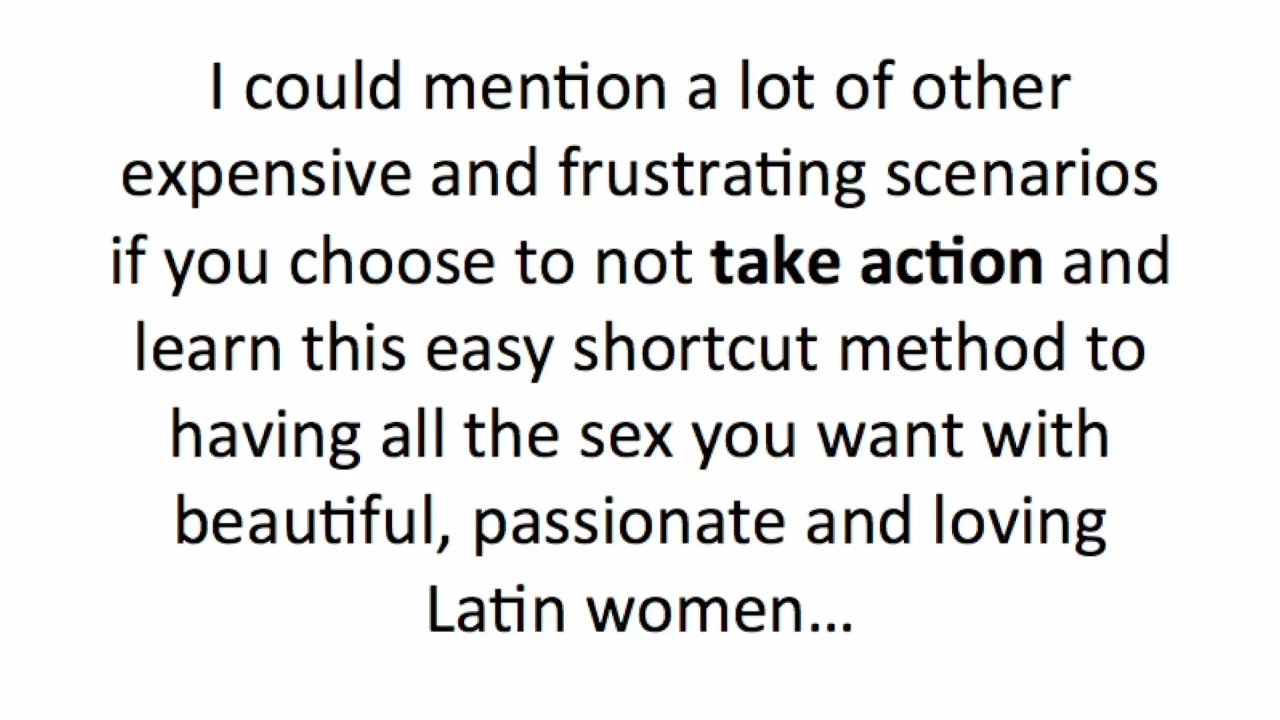 I could mention a lot of other
expensive and frustrating scenarios
if you choose to not take action and
learn this easy shortcut method to
having all the sex you want with
beautiful, passionate and loving
Latin women...